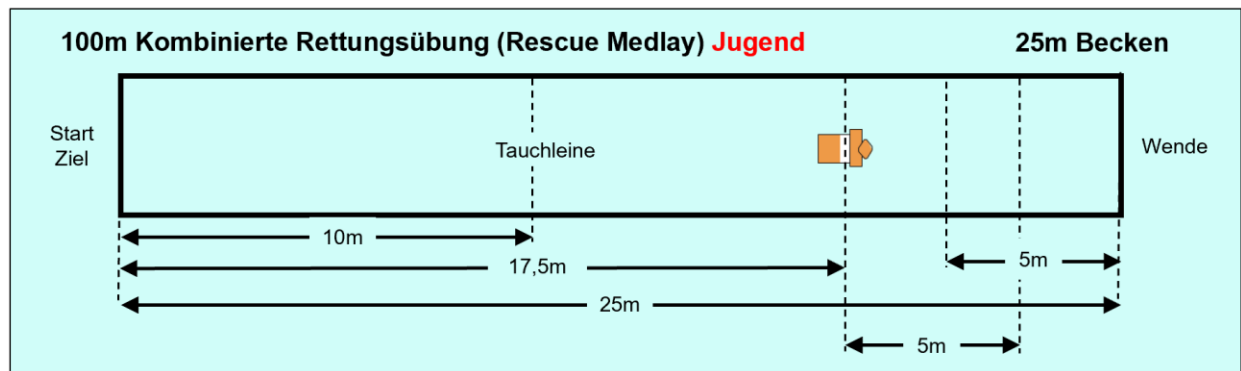 100m Kombinierte Rettungsübung (Rescue Medlay) Jugend 25m Becken
Start
Ziel
Tauchleine
Wende
10m
17,5m
5m
25m
5m